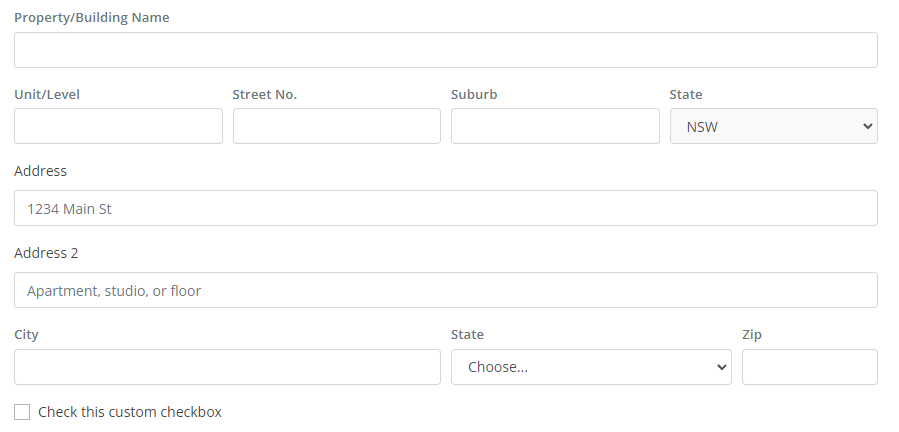 Property/Building Name
Unit/Level Street No. Suburb State
NSW
Address
1234 Main St
Address 2
Apartment, studio, or floor
City State Zip
Choose...
Check this custom checkbox